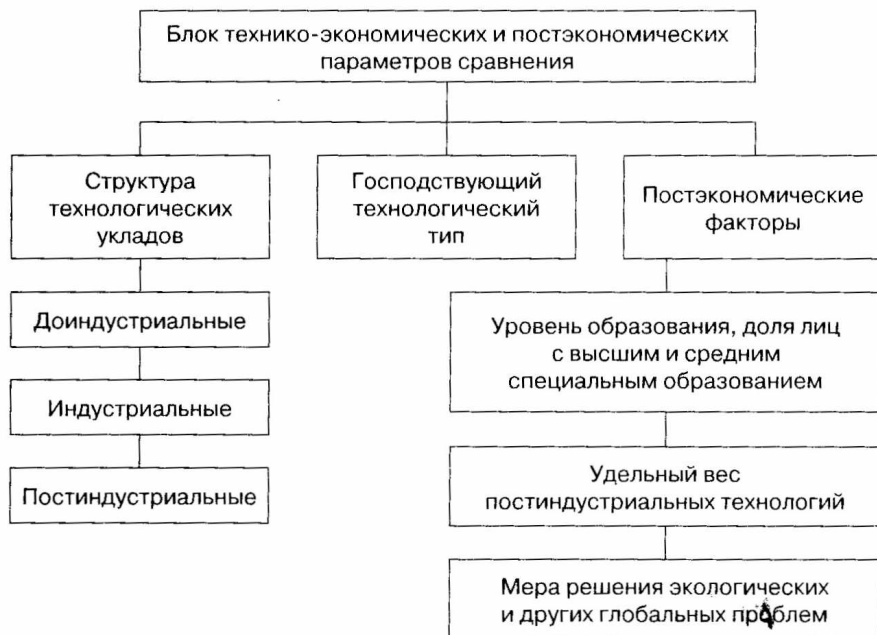 Блок технико-экономических и постэкономических
параметров сравнения
Структура
технологических
укладов
Господствующий
технологический
тип
Постэкономические
факторы
Доиндустриальные
Индустриальные
Постиндустриальные
Уровень образования, доля лиц
с высшим и средним
специальным образованием
Удельный вес
постиндустриальных технологий
Мера решения экологических
и других глобальных проблем